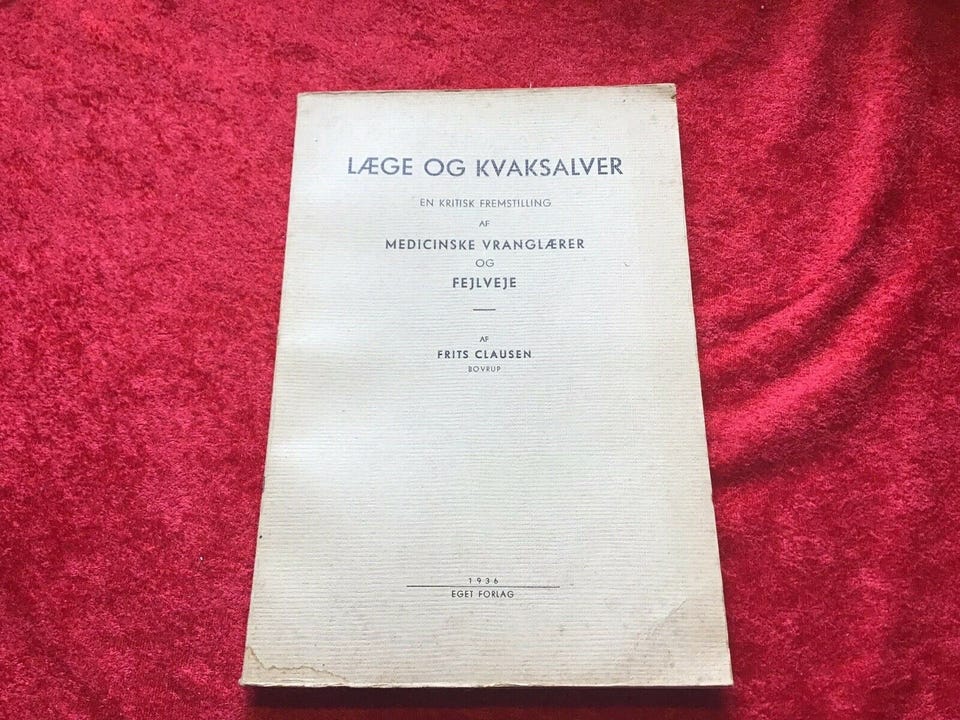 LÆGE OG KVAKSALVER
EN KRITISK FREMSTILLING
AF
MEDICINSKE VRANGLÆRER
OG
FEJLVEJE
AF
FRITS CLAUSEN
BOVRUP
1936
EGET FORLAG